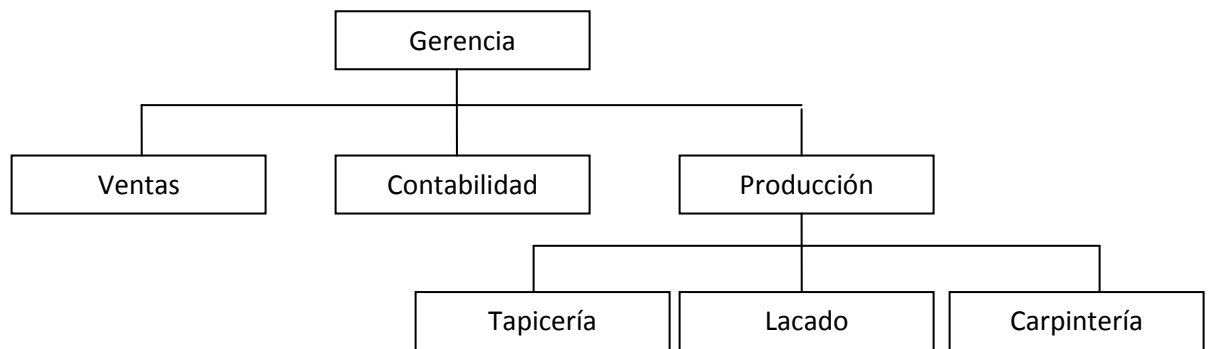 Gerencia
Ventas
Contabilidad
Producción
Tapicería
Lacado
Carpintería